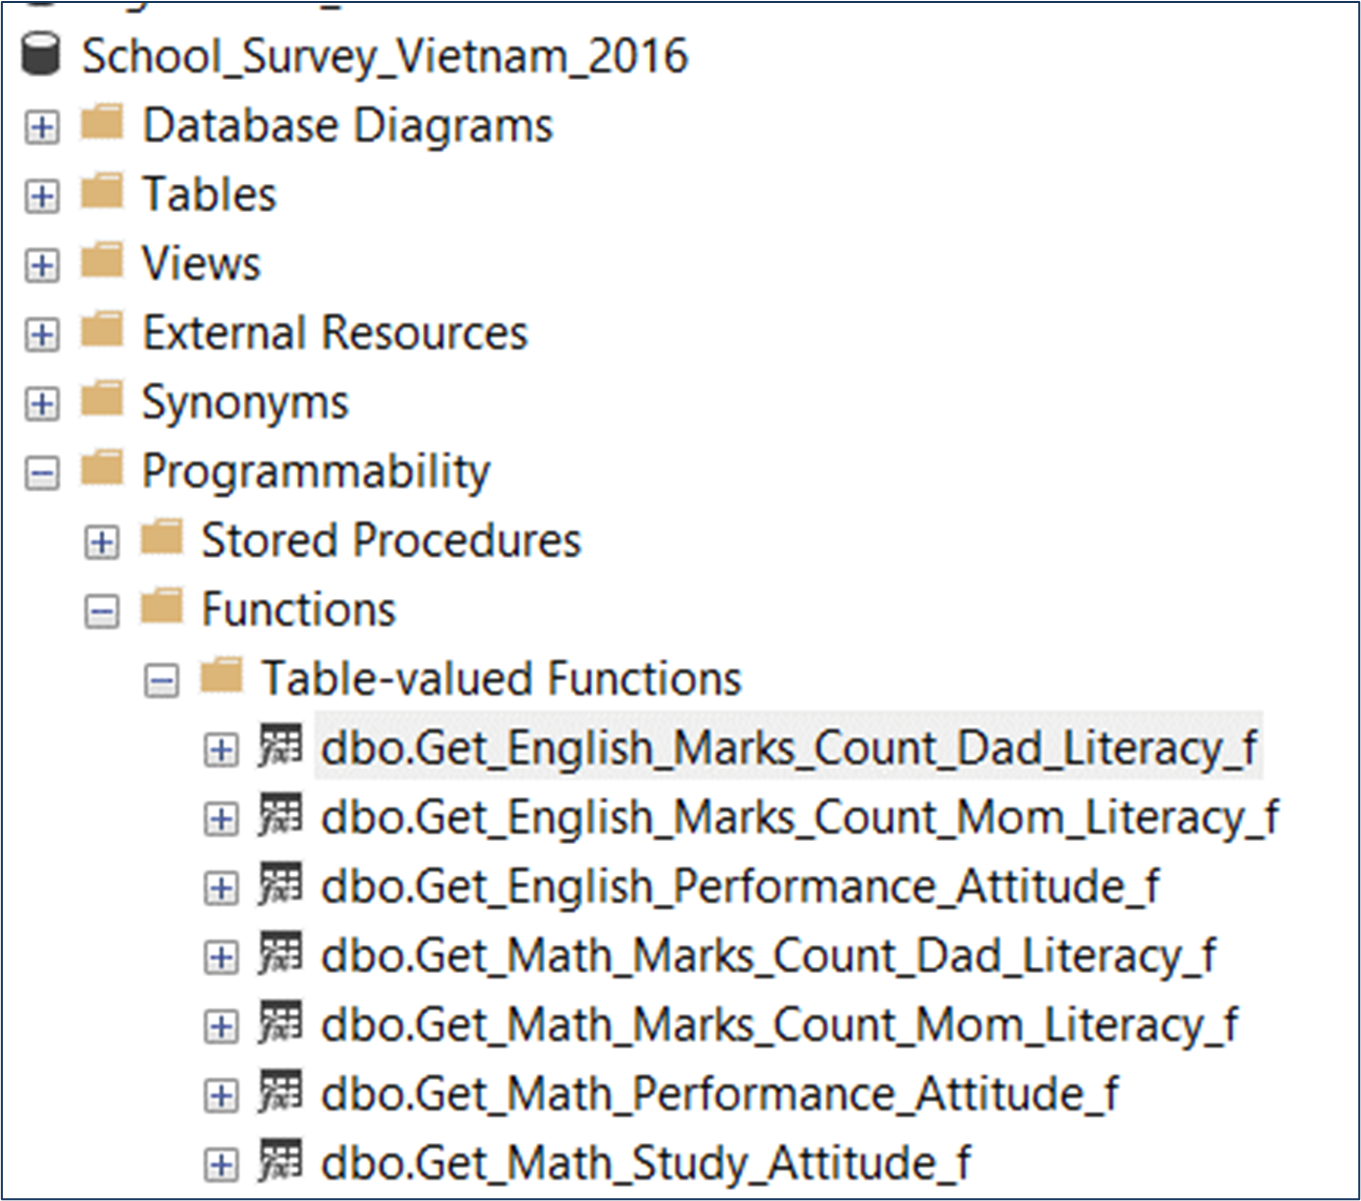 School_Survey_Vietnam_2016
Database Diagrams
Tables
Views
External Resources
Synonyms
Programmability
Stored Procedures
Functions
Table-valued Functions
dbo.Get_English_Marks_Count_Dad_Literacy_f
dbo.Get_English_Marks_Count_Mom_Literacy_f
dbo.Get_English_Performance_Attitude_f
dbo.Get_Math_Marks_Count_Dad_Literacy_f
dbo.Get_Math_Marks_Count_Mom_Literacy_f
dbo.Get_Math_Performance_Attitude_f
dbo.Get_Math_Study_Attitude_f